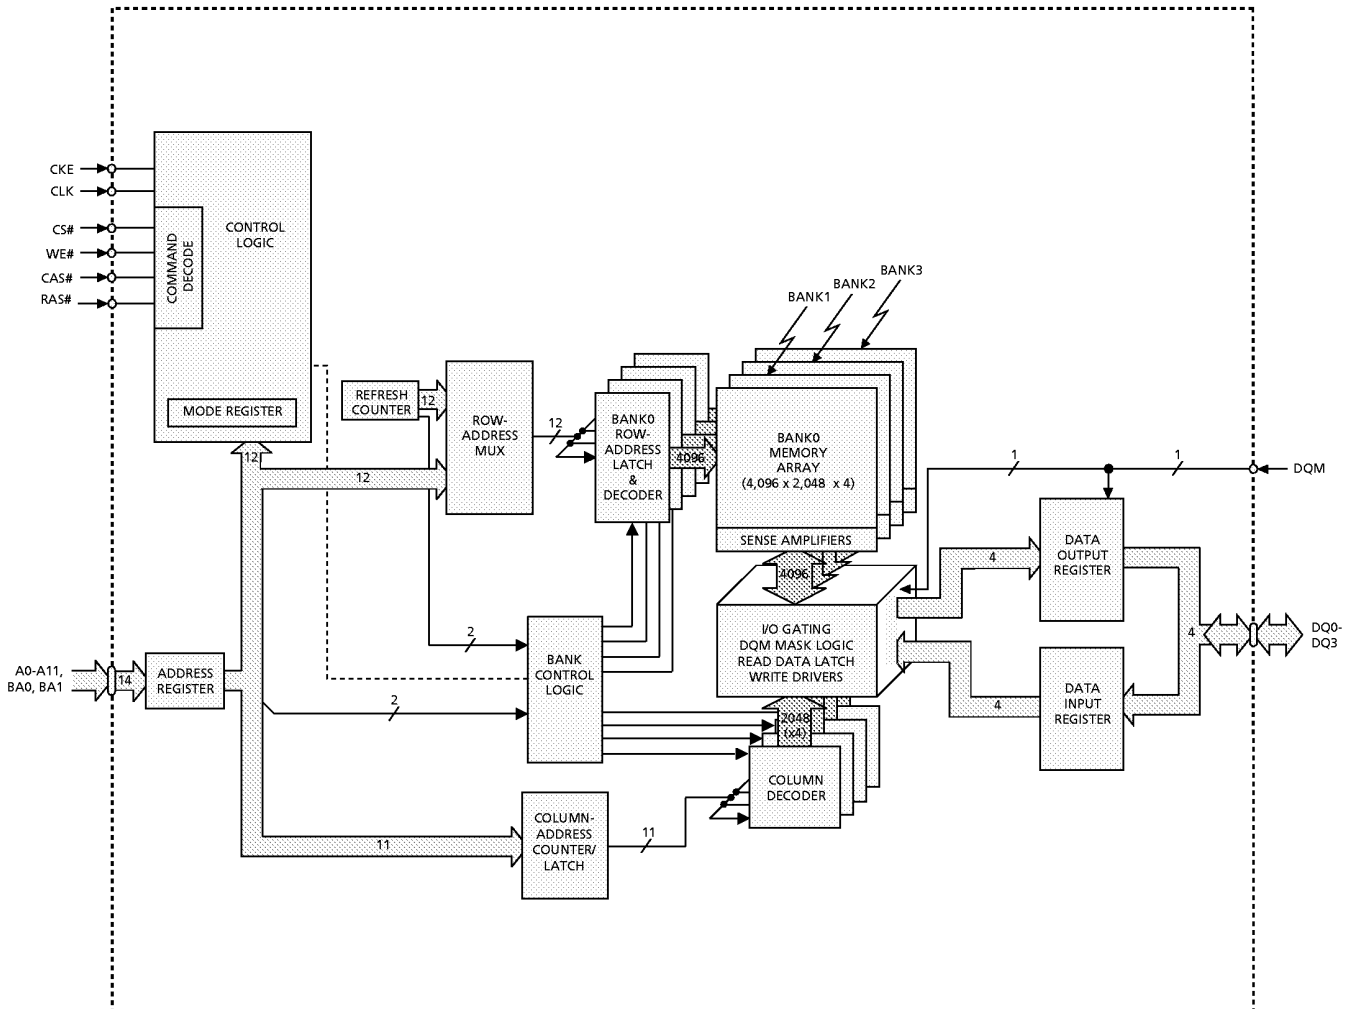 CKE
CLK
CS#
WE#
CAS#
RAS#
COMMAND
DECODE
CONTROL
LOGIC
MODE REGISTER
12
REFRESH
COUNTER
12
12
ROW-
ADDRESS
MUX
12
BANK0
ROW-
ADDRESS
LATCH
&
DECODER
4096
BANK1
BANK2
BANK3
BANK0
MEMORY
ARRAY
(4,096 x 2,048 x 4)
SENSE AMPLIFIERS
4096
I/O GATING
DQM MASK LOGIC
READ DATA LATCH
WRITE DRIVERS
2048
(x4)
COLUMN
DECODER
1
1
DQM
DATA
OUTPUT
REGISTER
4
4
DQ0-
DQ3
DATA
INPUT
REGISTER
4
2
BANK
CONTROL
LOGIC
2
A0-A11,
BA0, BA1
14
ADDRESS
REGISTER
11
COLUMN-
ADDRESS
COUNTER/
LATCH
11